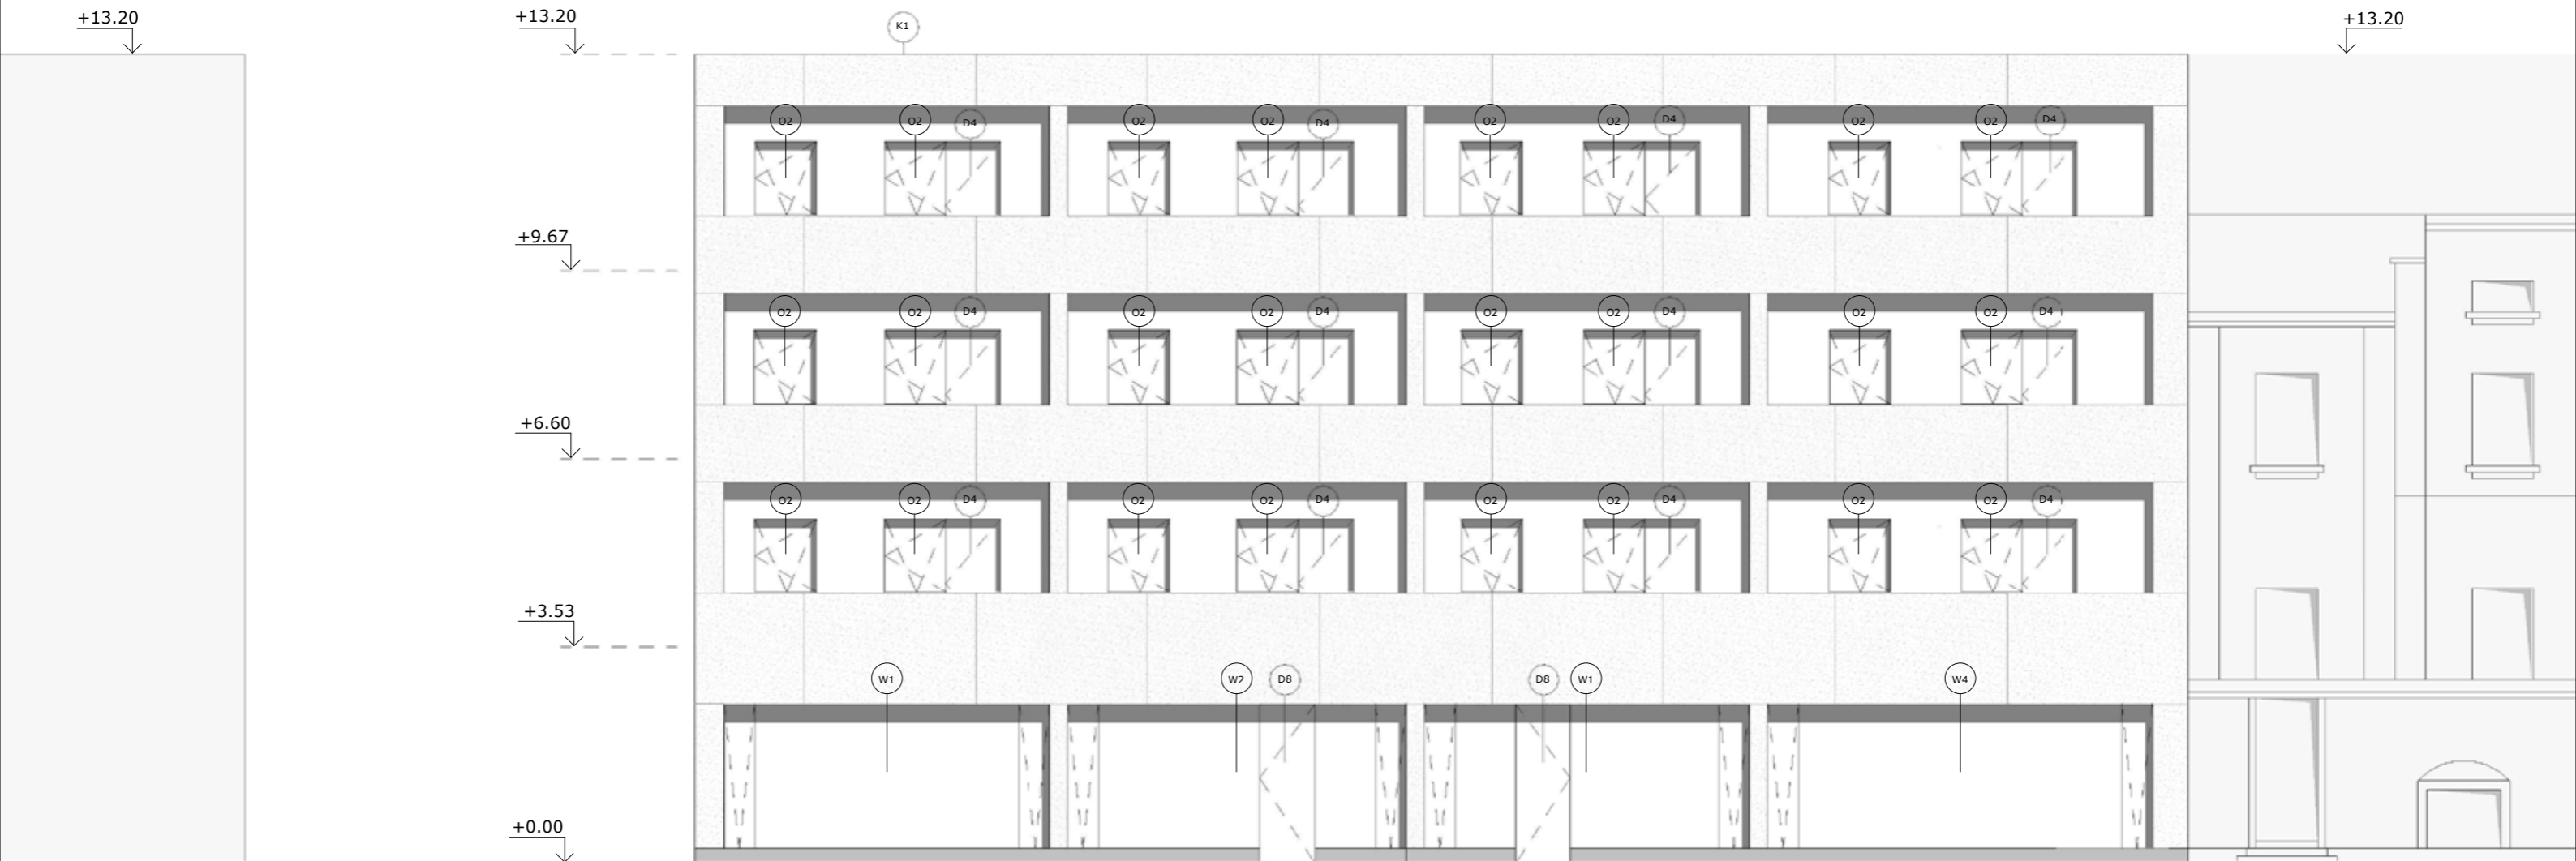 +13.20 +13.20 K1 +13.20
O2 O2 D4 O2 O2 D4 O2 O2 D4 O2 O2 D4
+9.67
O2 O2 D4 O2 O2 D4 O2 O2 D4 O2 O2 D4
+6.60
O2 O2 D4 O2 O2 D4 O2 O2 D4 O2 O2 D4
+3.53
W1 W2 D8 D8 W1 W4
+0.00